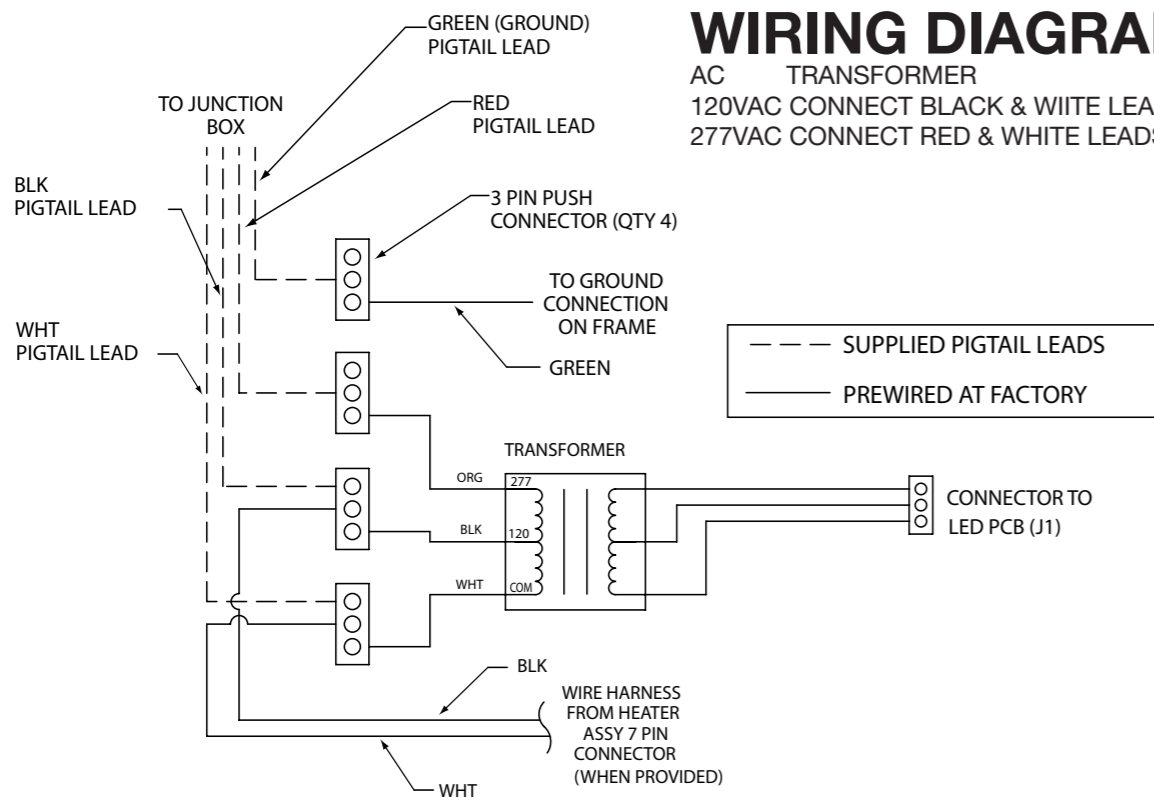 WIRING DIAGRA
AC TRANSFORMER
120VAC CONNECT BLACK & WIITE LEA
277VAC CONNECT RED & WHITE LEADS
GREEN (GROUND)
PIGTAIL LEAD
TO JUNCTION
BOX
RED
PIGTAIL LEAD
BLK
PIGTAIL LEAD
3 PIN PUSH
CONNECTOR (QTY 4)
TO GROUND
CONNECTION
ON FRAME
WHT
PIGTAIL LEAD
GREEN
SUPPLIED PIGTAIL LEADS
PREWIRED AT FACTORY
TRANSFORMER
ORG
277
BLK
120
WHT
COM
CONNECTOR TO
LED PCB (J1)
BLK
WIRE HARNESS
FROM HEATER
ASSY 7 PIN
CONNECTOR
(WHEN PROVIDED)
WHT